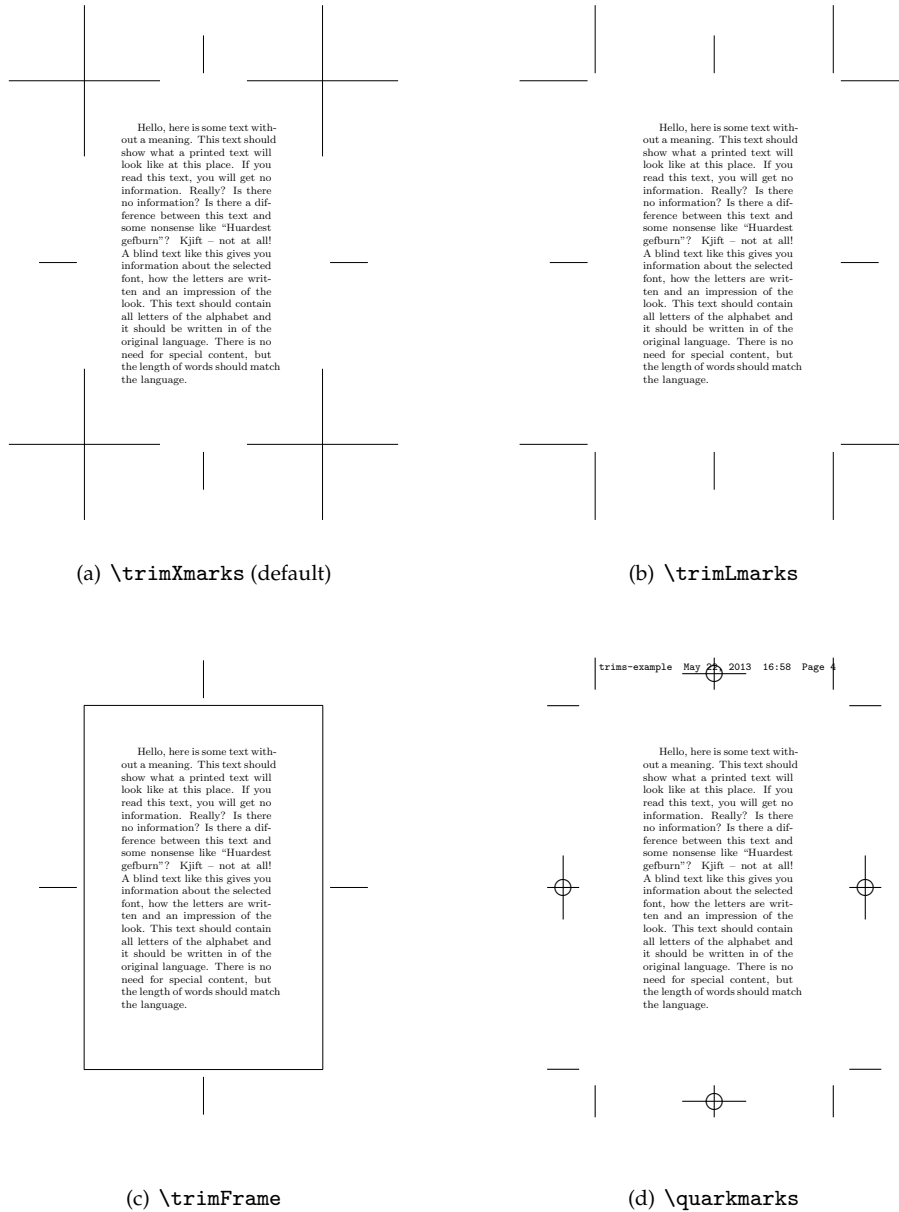 Hello, here is some text with-
out a meaning. This text should
show what a printed text will
look like at this place. If you
read this text, you will get no
information. Really? Is there
no information? Is there a dif-
ference between this text and
some nonsense like “Huardest
gefburn”? Kjift – not at all!
A blind text like this gives you
information about the selected
font, how the letters are writ-
ten and an impression of the
look. This text should contain
all letters of the alphabet and
it should be written in of the
original language. There is no
need for special content, but
the length of words should match
the language.
(a) \trimXmarks (default)
Hello, here is some text with-
out a meaning. This text should
show what a printed text will
look like at this place. If you
read this text, you will get no
information. Really? Is there
no information? Is there a dif-
ference between this text and
some nonsense like “Huardest
gefburn”? Kjift – not at all!
A blind text like this gives you
information about the selected
font, how the letters are writ-
ten and an impression of the
look. This text should contain
all letters of the alphabet and
it should be written in of the
original language. There is no
need for special content, but
the length of words should match
the language.
(b) \trimLmarks
Hello, here is some text with-
out a meaning. This text should
show what a printed text will
look like at this place. If you
read this text, you will get no
information. Really? Is there
no information? Is there a dif-
ference between this text and
some nonsense like “Huardest
gefburn”? Kjift – not at all!
A blind text like this gives you
information about the selected
font, how the letters are writ-
ten and an impression of the
look. This text should contain
all letters of the alphabet and
it should be written in of the
original language. There is no
need for special content, but
the length of words should match
the language.
(c) \trimFrame
trims-example May 22, 2013 16:58 Page 4
Hello, here is some text with-
out a meaning. This text should
show what a printed text will
look like at this place. If you
read this text, you will get no
information. Really? Is there
no information? Is there a dif-
ference between this text and
some nonsense like “Huardest
gefburn”? Kjift – not at all!
A blind text like this gives you
information about the selected
font, how the letters are writ-
ten and an impression of the
look. This text should contain
all letters of the alphabet and
it should be written in of the
original language. There is no
need for special content, but
the length of words should match
the language.
(d) \quarkmarks